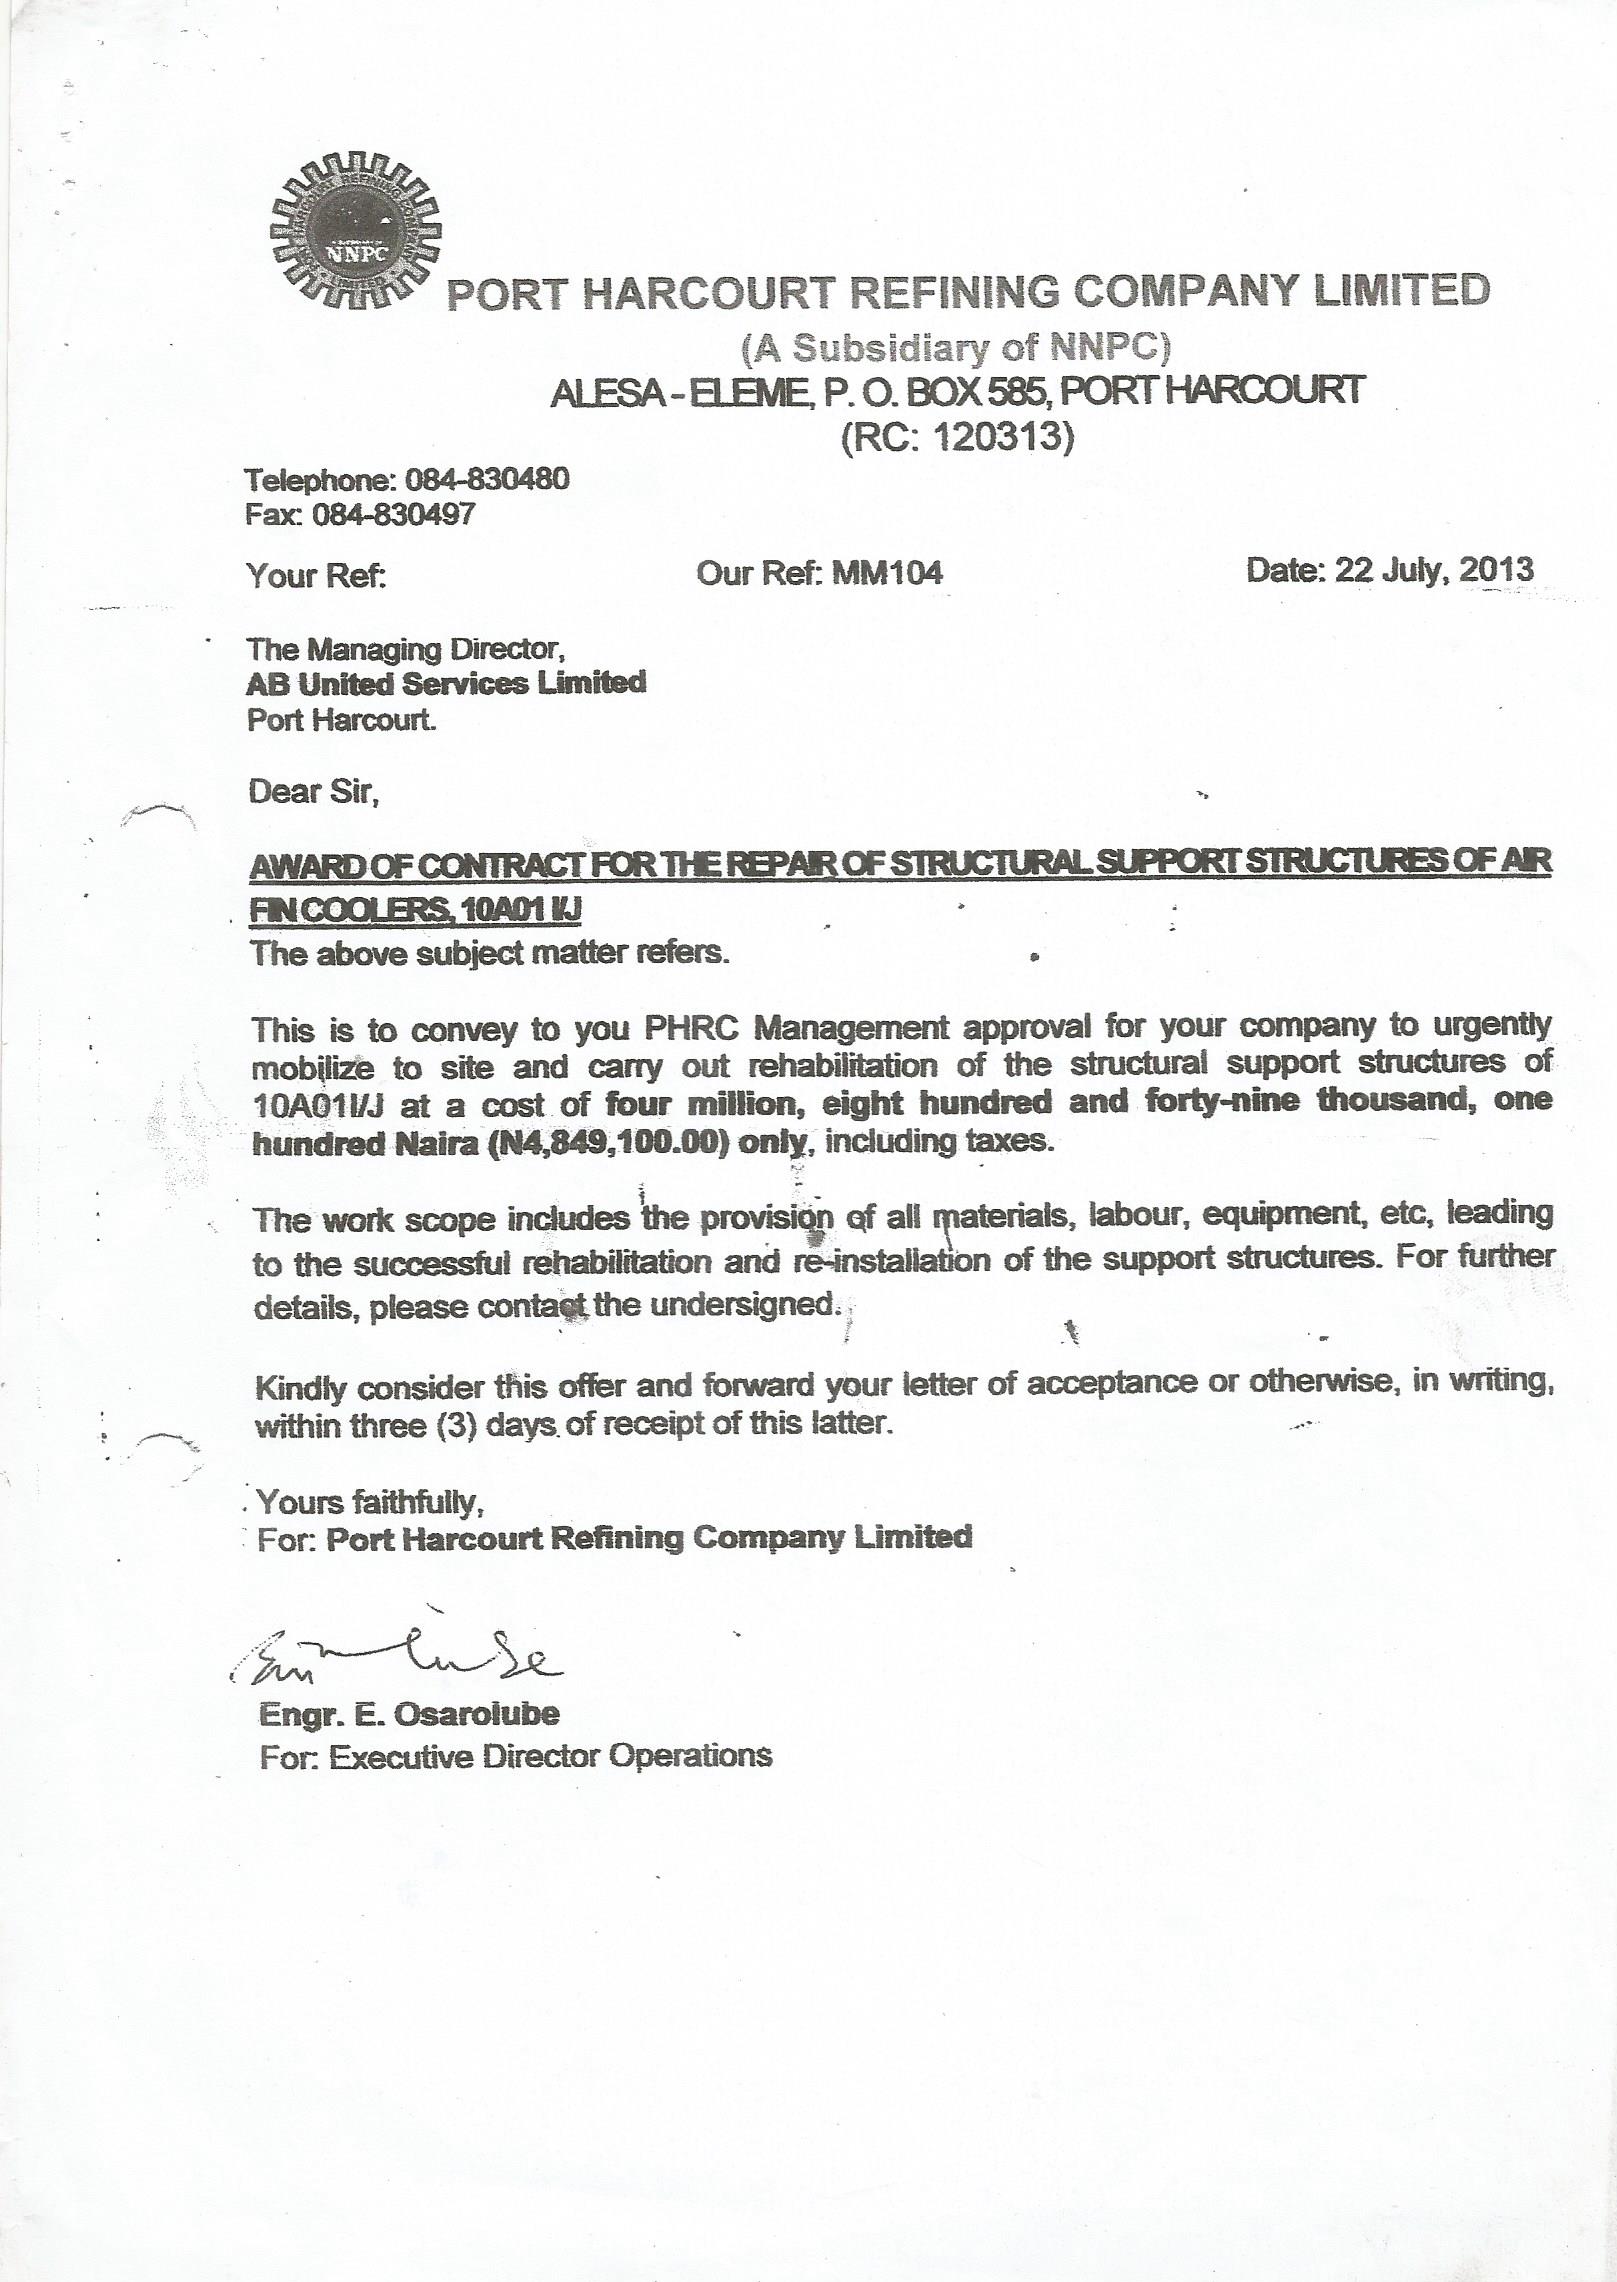 PORT HARCOURT REFINING COMPANY
LIMITED
A SUBSIDIARY OF
NNPC
PORT HARCOURT REFINING COMPANY LIMITED
(A Subsidiary of NNPC)
ALESA - ELEME, P. O. BOX 585, PORT HARCOURT
(RC: 120313)
Telephone: 084-830480
Fax: 084-830497
Your Ref: Our Ref: MM104 Date: 22 July, 2013
The Managing Director,
AB United Services Limited
Port Harcourt.
Dear Sir,
AWARD OF CONTRACT FOR THE REPAIR OF STRUCTURAL SUPPORT STRUCTURES OF AIR
FIN COOLERS, 10A01 I/J
The above subject matter refers.
This is to convey to you PHRC Management approval for your company to urgently
mobilize to site and carry out rehabilitation of the structural support structures of
10A01I/J at a cost of four million, eight hundred and forty-nine thousand, one
hundred Naira (N4,849,100.00) only, including taxes.
The work scope includes the provision of all materials, labour, equipment, etc, leading
to the successful rehabilitation and re-installation of the support structures. For further
details, please contact the undersigned.
Kindly consider this offer and forward your letter of acceptance or otherwise, in writing,
within three (3) days of receipt of this latter.
Yours faithfully,
For: Port Harcourt Refining Company Limited
Engr. E. Osarolube
For: Executive Director Operations